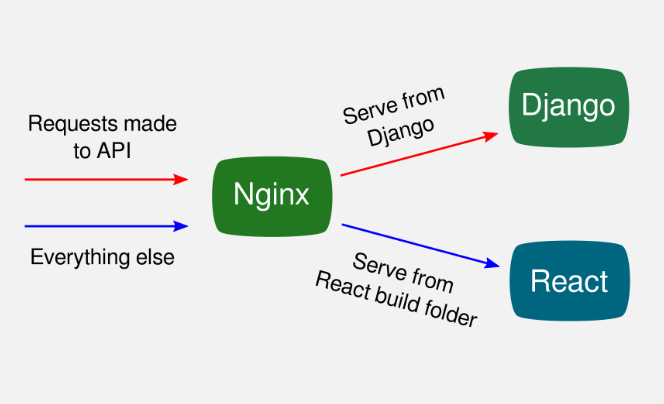 Requests made
to API
Everything else
Nginx
Serve from
Django
Serve from
React build folder
Django
React